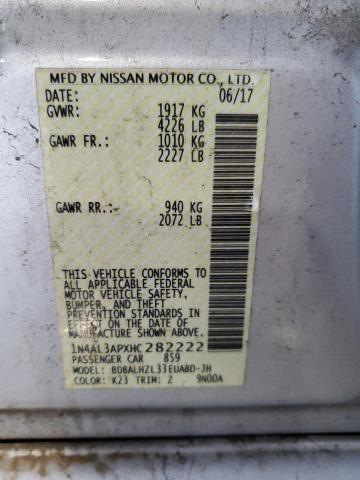 MFD BY NISSAN MOTOR CO., LTD.
DATE: 06/17
GVWR: 1917 KG
4226 LB
GAWR FR.: 1010 KG
2227 LB
GAWR RR.: 940 KG
2072 LB
THIS VEHICLE CONFORMS TO
ALL APPLICABLE FEDERAL
MOTOR VEHICLE SAFETY,
BUMPER, AND THEFT
PREVENTION STANDARDS
IN EFFECT ON THE DATE OF
MANUFACTURE SHOWN ABOVE.
1N4AL3APXHC282222
PASSENGER CAR 859
MODEL: BDBALHZL33EUABD-JH
COLOR: K23 TRIM: 2 9N00A